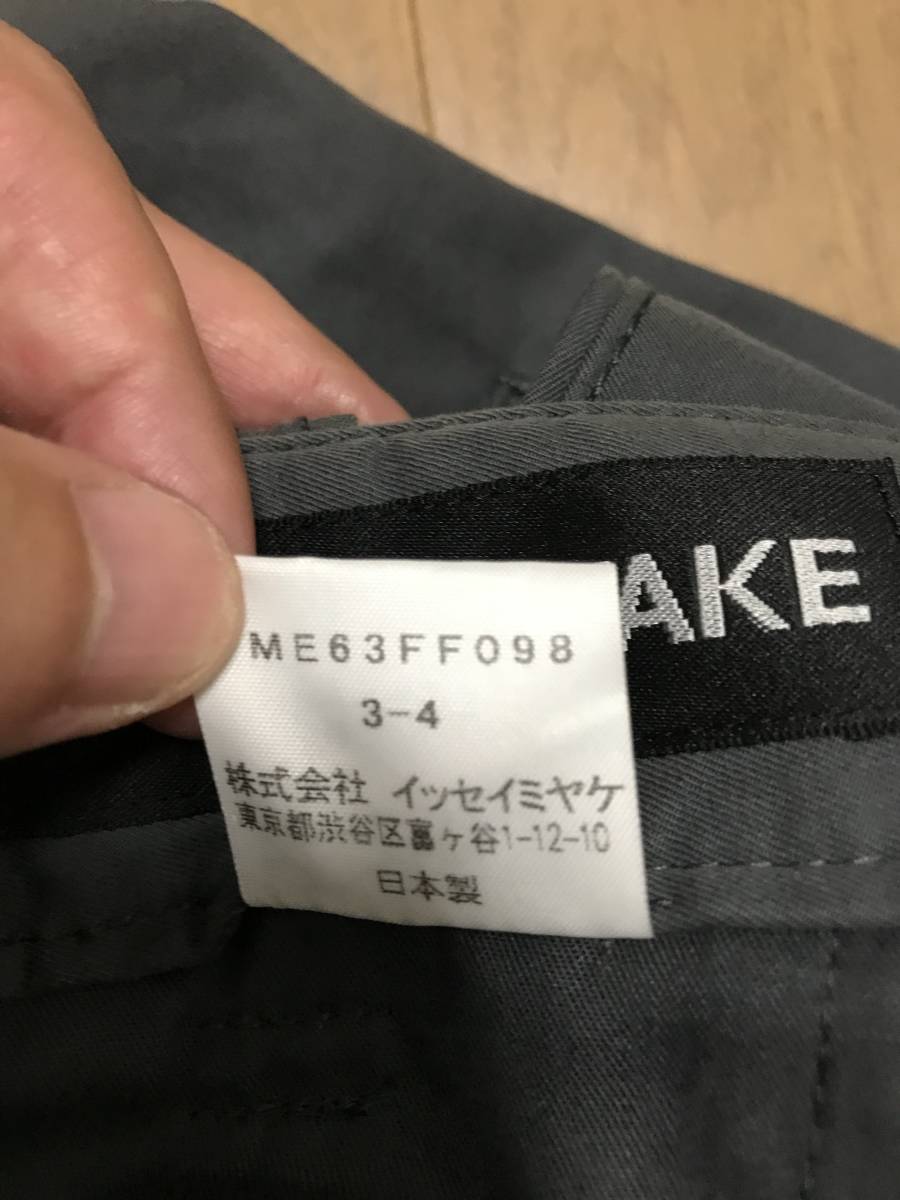 AKE
ME63FF098
3-4
株式会社 イッセイミヤケ
東京都渋谷区富ヶ谷1-12-10
日本製